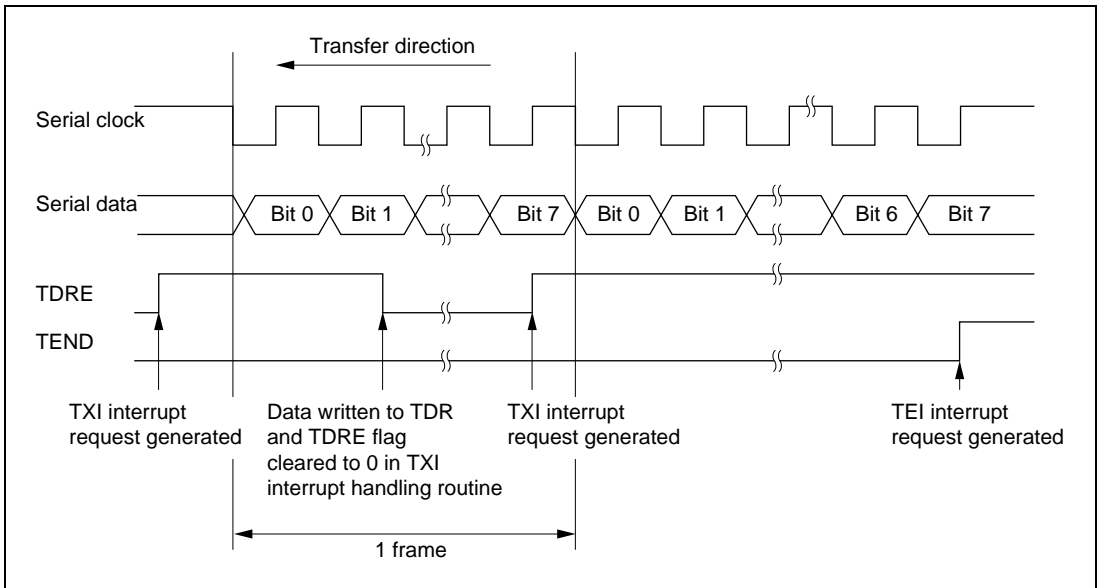 Transfer direction
Serial clock
Serial data
Bit 0 Bit 1 Bit 7 Bit 0 Bit 1 Bit 6 Bit 7
TDRE
TEND
TXI interrupt
request generated
Data written to TDR
and TDRE flag
cleared to 0 in TXI
interrupt handling routine
TXI interrupt
request generated
TEI interrupt
request generated
1 frame